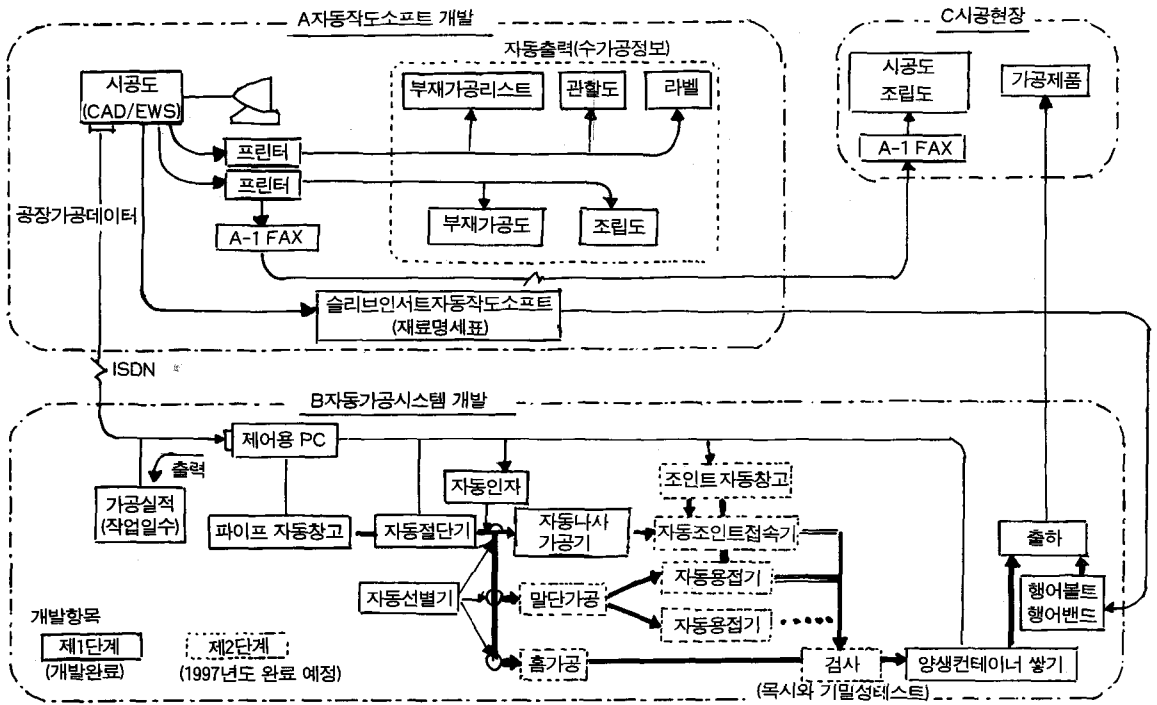 A자동작도소프트 개발
시공도
(CAD/EWS)
자동출력(수가공정보)
부재가공리스트
관할도
라벨
프린터
프린터
부재가공도
조립도
A-1 FAX
공장가공데이터
슬리브인서트자동작도소프트
(재료명세표)
ISDN
C시공현장
시공도
조립도
가공제품
A-1 FAX
B자동가공시스템 개발
제어용 PC
출력
가공실적
(작업일수)
자동인자
조인트 자동창고
파이프 자동창고
자동절단기
자동나사
가공기
자동조인트접속기
출하
자동선별기
말단가공
자동용접기
자동용접기
행어볼트
행어밴드
홈가공
검사
(목시와 기밀성테스트)
양생컨테이너 쌓기
개발항목
제1단계
(개발완료)
제2단계
(1997년도 완료 예정)